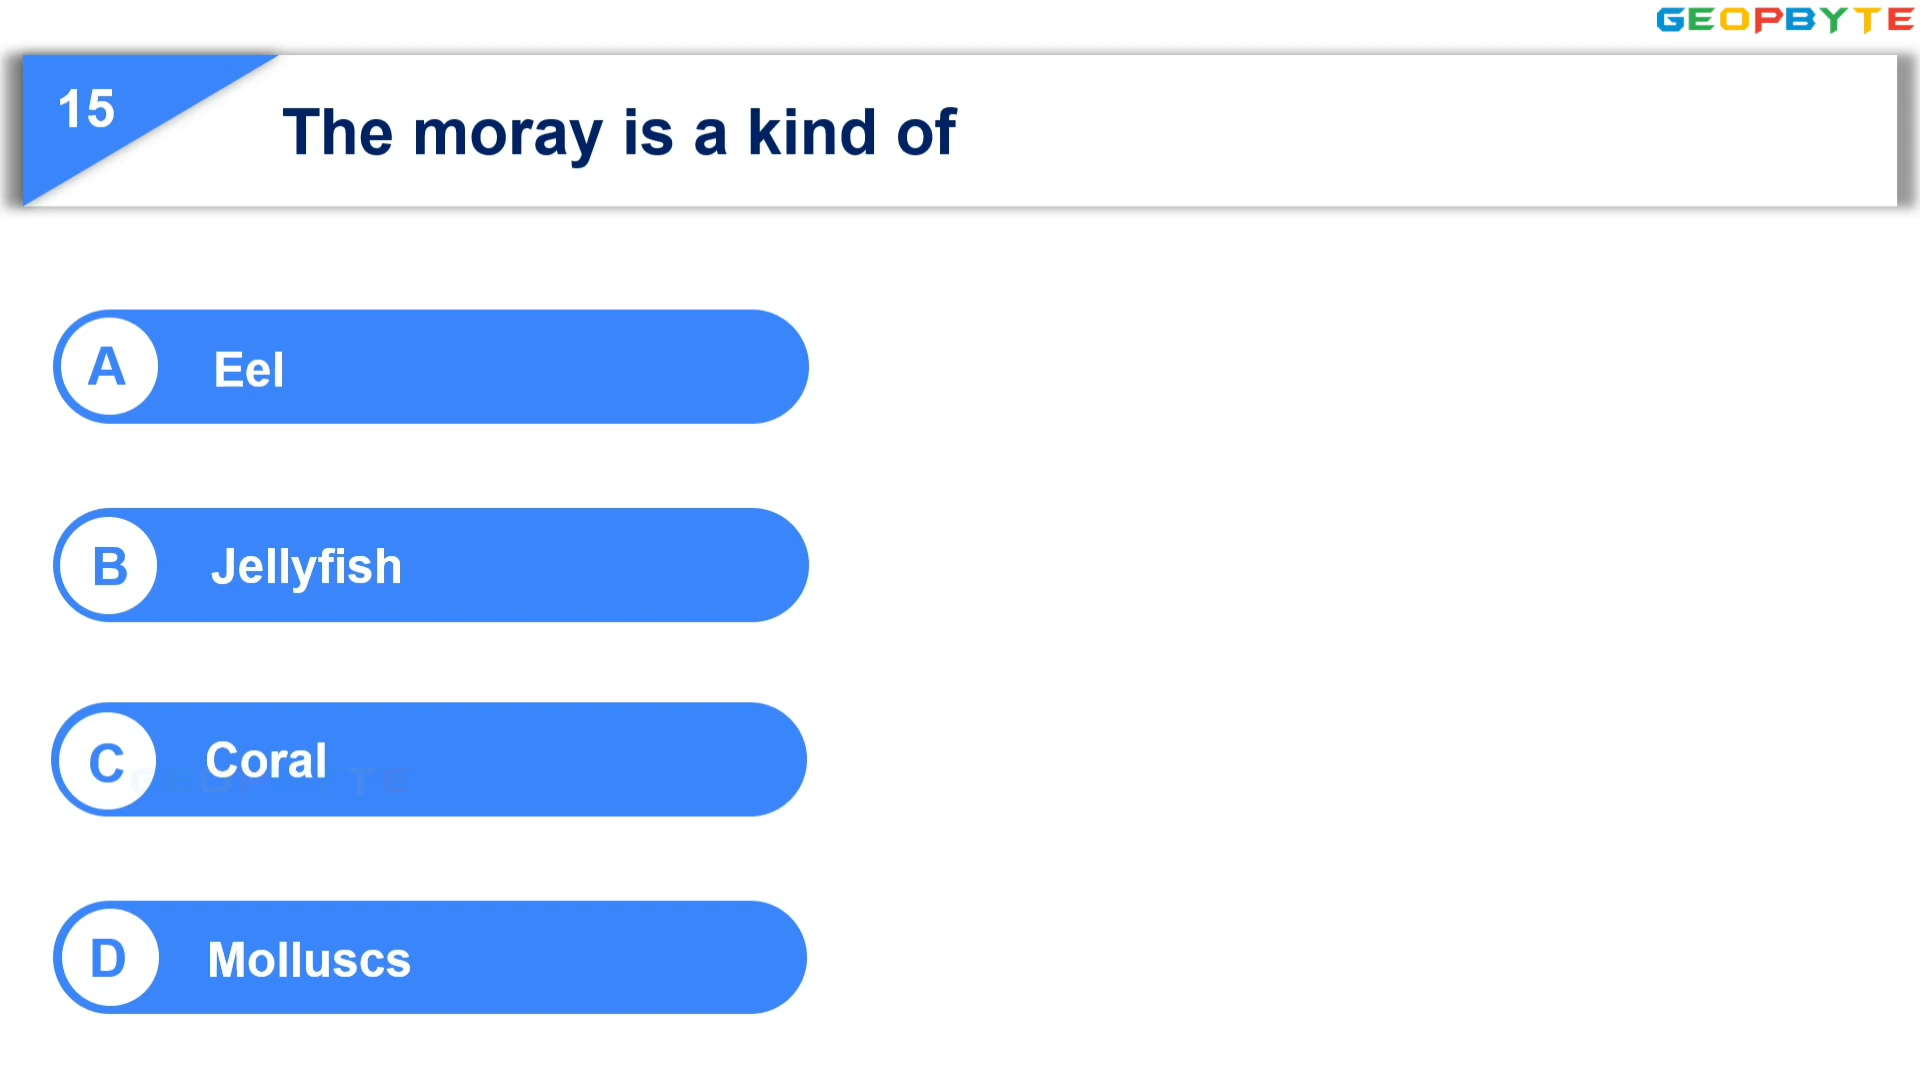 GEOPBYTE
15
The moray is a kind of
A
Eel
B
Jellyfish
C
Coral
D
Molluscs